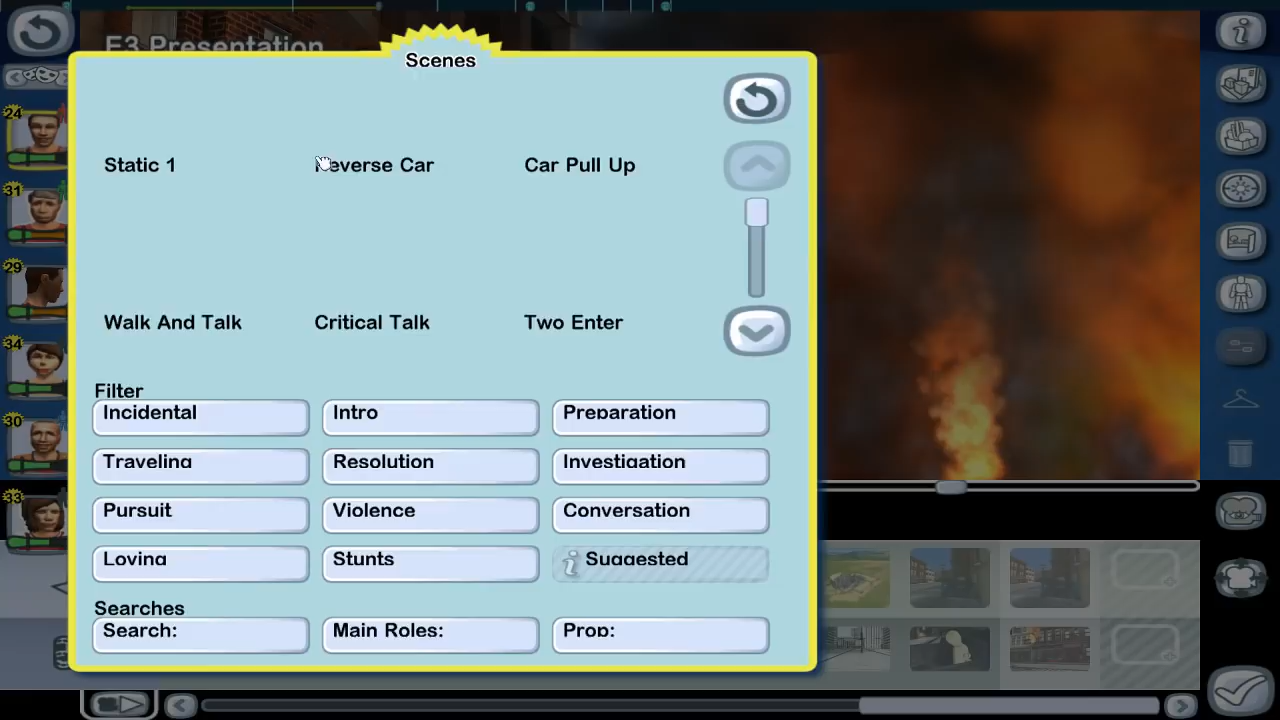 E3 Presentation
Scenes
Static 1
Reverse Car
Car Pull Up
Walk And Talk
Critical Talk
Two Enter
Filter
Incidental
Intro
Preparation
Traveling
Resolution
Investigation
Pursuit
Violence
Conversation
Loving
Stunts
i Suggested
Searches
Search:
Main Roles:
Prop:
24
31
29
34
30
33
i